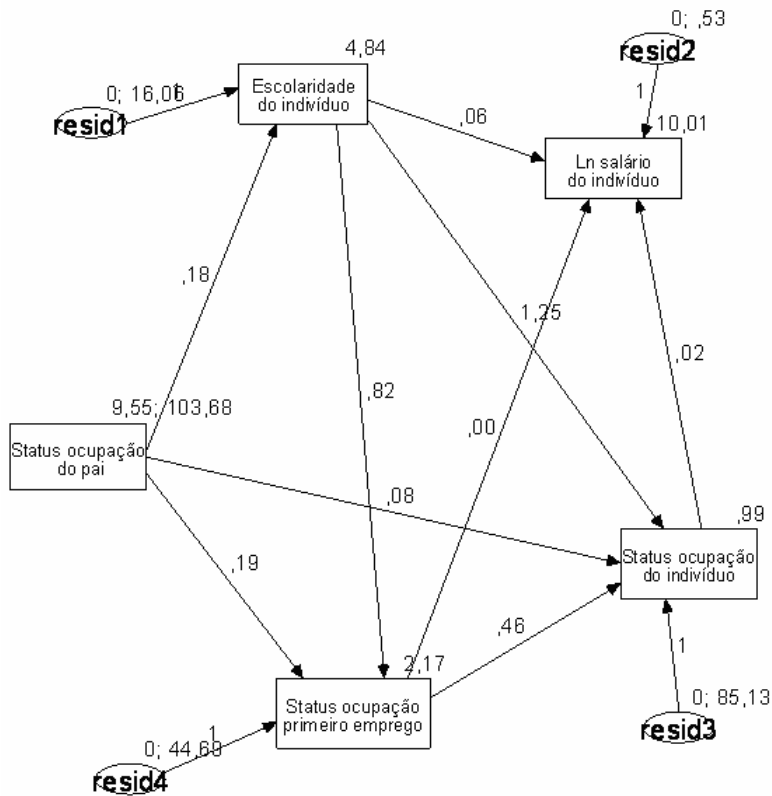 0; ,53
resid2
4,84
1
Escolaridade
do indivíduo
0; 16,06
1
resid1
,06
10,01
Ln salário
do indivíduo
,18
1,25
,82
,02
9,55; 103,68
,00
Status ocupação
do pai
,08
,99
Status ocupação
do indivíduo
,19
,46
1
2,17
Status ocupação
primeiro emprego
0; 85,13
resid3
1
0; 44,69
resid4